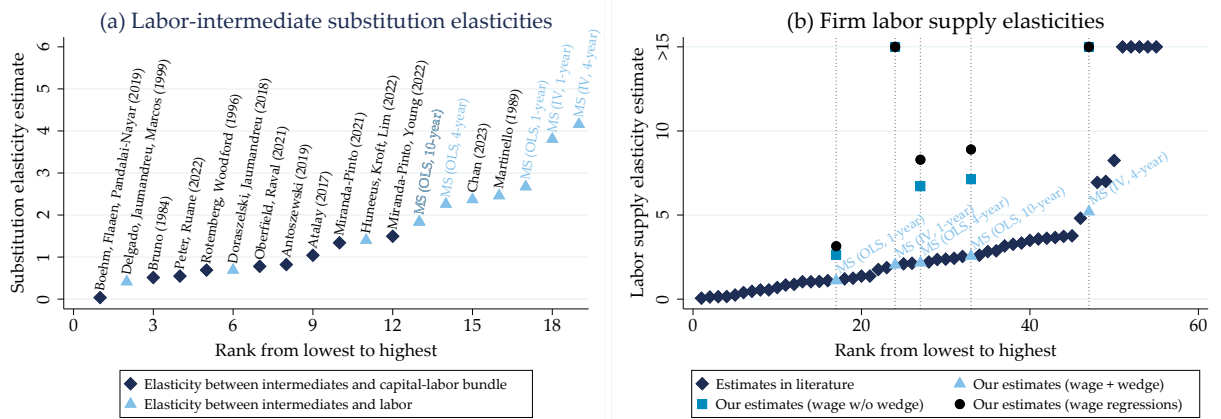 (a) Labor-intermediate substitution elasticities
Substitution elasticity estimate
6
5
4
3
2
1
0
Boehm, Flaaen, Pandalai-Nayar (2019)
Delgado, Jaumandreu, Marcos (1999)
Bruno (1984)
Peter, Ruane (2022)
Rotemberg, Woodford (1996)
Doraszelski, Jaumandreu (2018)
Oberfield, Raval (2021)
Antoszewski (2019)
Atalay (2017)
Miranda-Pinto (2021)
Huneeus, Kroft, Lim (2022)
Miranda-Pinto, Young (2022)
MS (OLS, 10-year)
MS (OLS, 4-year)
Chan (2023)
Martinello (1989)
MS (OLS, 1-year)
MS (IV, 1-year)
MS (IV, 4-year)
0 3 6 9 12 15 18
Rank from lowest to highest
Elasticity between intermediates and capital-labor bundle
Elasticity between intermediates and labor
(b) Firm labor supply elasticities
Labor supply elasticity estimate
>15
10
5
0
MS (OLS, 1-year)
MS (IV, 1-year)
MS (OLS, 4-year)
MS (OLS, 10-year)
MS (IV, 4-year)
0 20 40 60
Rank from lowest to highest
Estimates in literature
Our estimates (wage + wedge)
Our estimates (wage w/o wedge)
Our estimates (wage regressions)